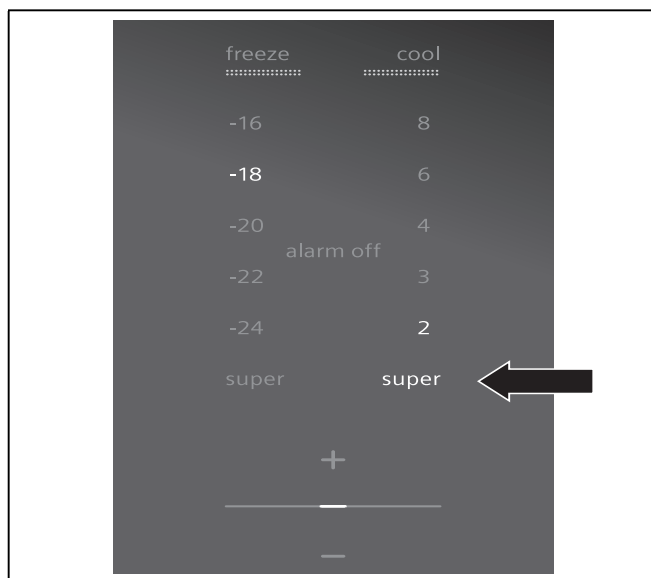 freeze cool
-16 8
-18 6
-20 4
alarm off
-22 3
-24 2
super super
+
—